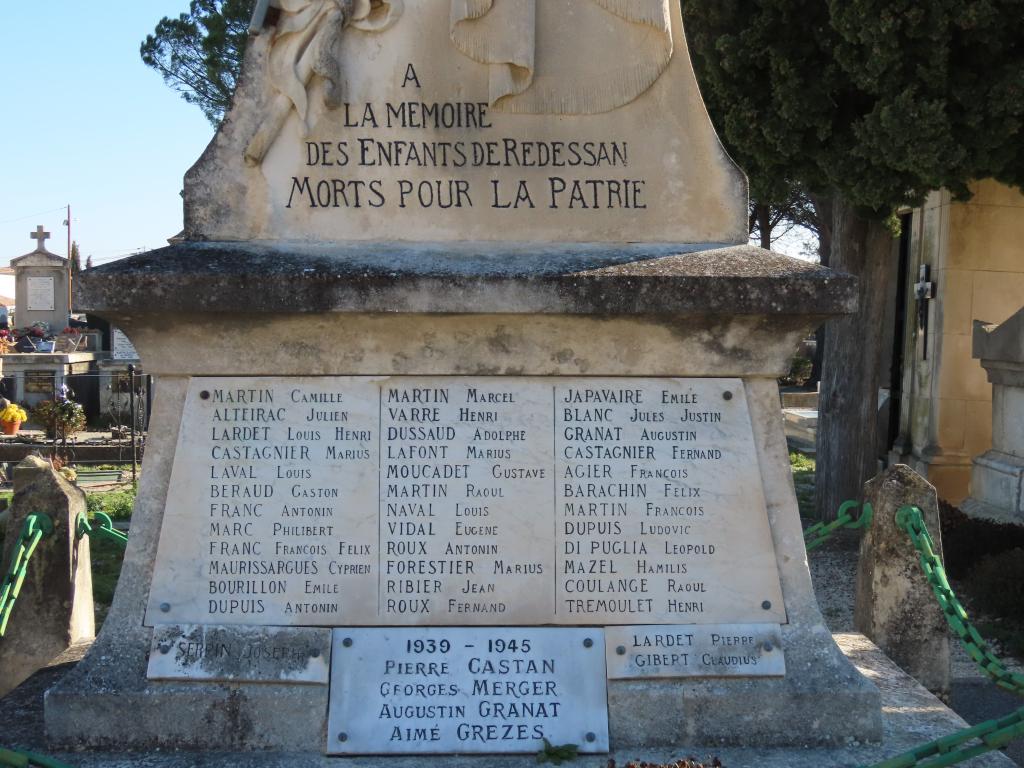 A
LA MEMOIRE
DES ENFANTS DE REDESSAN
MORTS POUR LA PATRIE
MARTIN CAMILLE
ALTEIRAC JULIEN
LARDET LOUIS HENRI
CASTAGNIER MARIUS
LAVAL LOUIS
BERAUD GASTON
FRANC ANTONIN
MARC PHILIBERT
FRANC FRANCOIS FELIX
MAURISSARGUES CYPRIEN
BOURILLON EMILE
DUPUIS ANTONIN
MARTIN MARCEL
VARRE HENRI
DUSSAUD ADOLPHE
LAFONT MARIUS
MOUCADET GUSTAVE
MARTIN RAOUL
NAVAL LOUIS
VIDAL EUGENE
ROUX ANTONIN
FORESTIER MARIUS
RIBIER JEAN
ROUX FERNAND
JAPAVAIRE EMILE
BLANC JULES JUSTIN
GRANAT AUGUSTIN
CASTAGNIER FERNAND
AGIER FRANCOIS
BARACHIN FELIX
MARTIN FRANCOIS
DUPUIS LUDOVIC
DI PUGLIA LEOPOLD
MAZEL HAMILIS
COULANGE RAOUL
TREMOULET HENRI
SERRIN JOSEPH
1939 - 1945
PIERRE CASTAN
GEORGES MERGER
AUGUSTIN GRANAT
AIMÉ GREZES
LARDET PIERRE
GIBERT CLAUDIUS